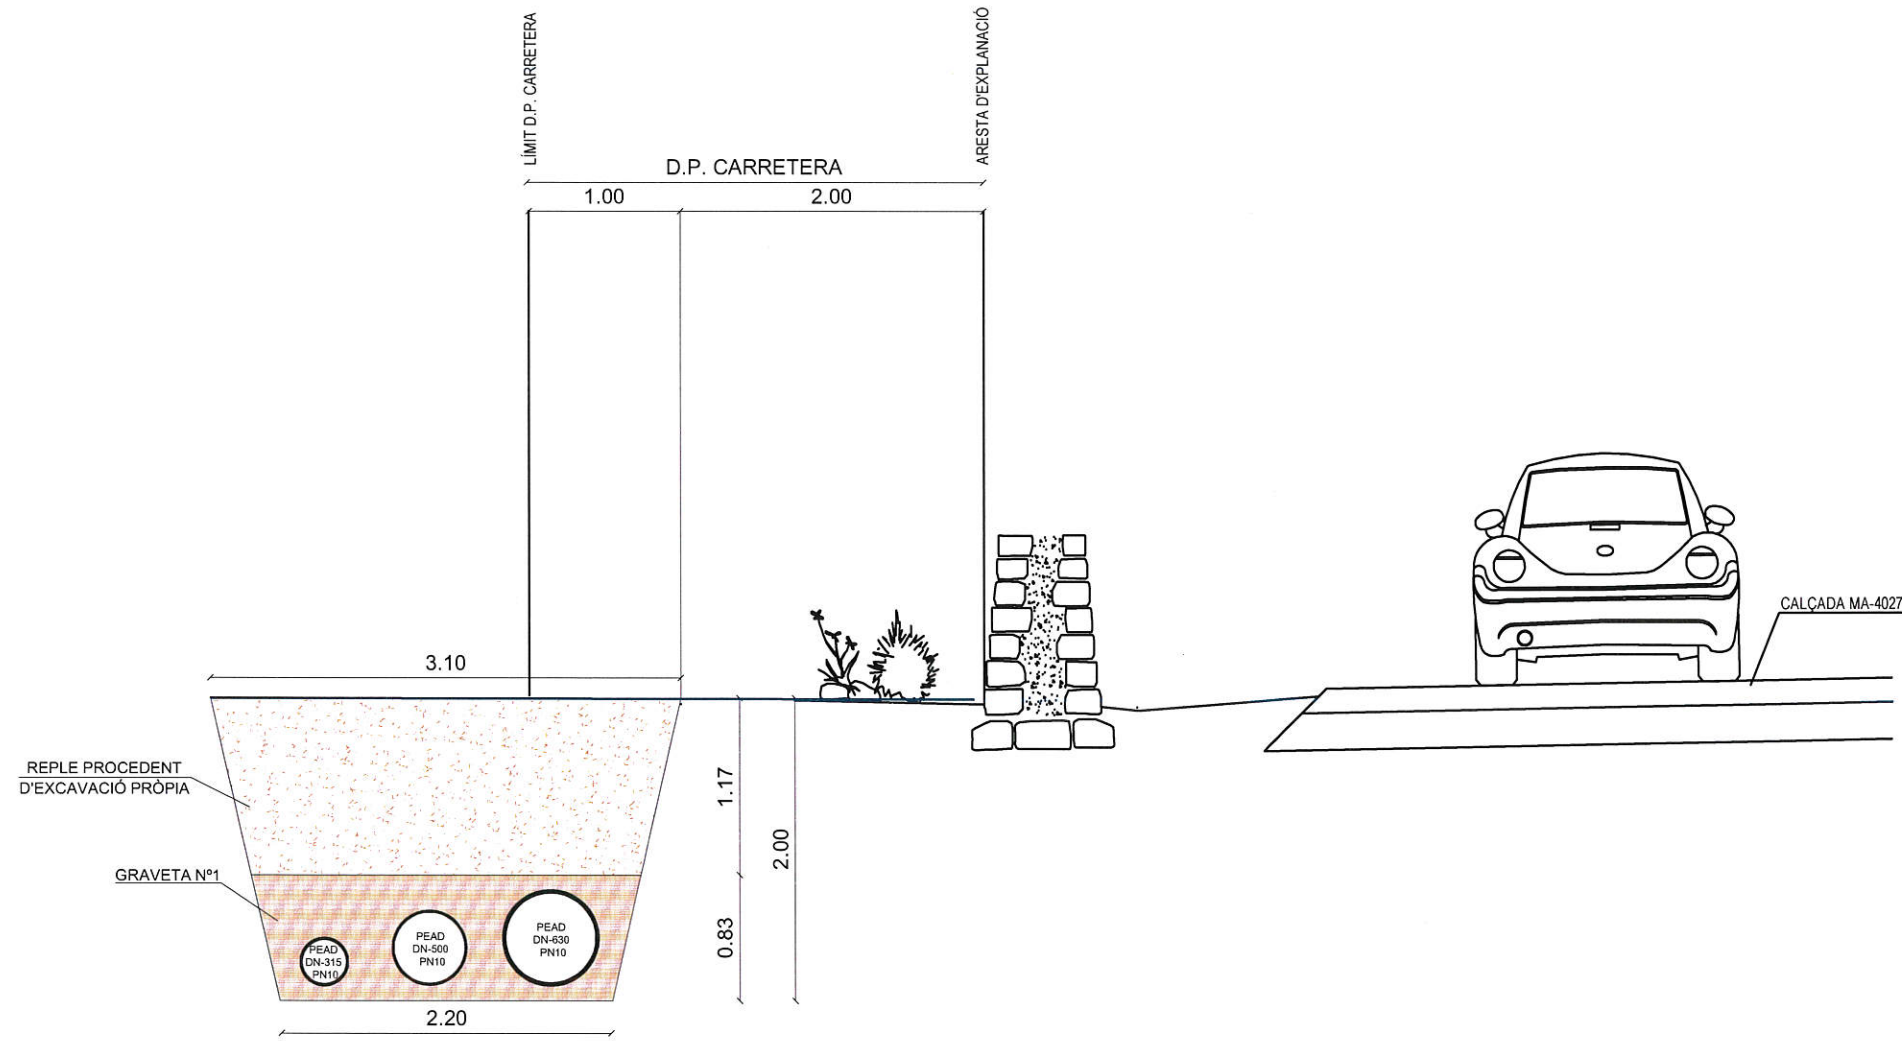 LÍMIT D.P. CARRETERA
ARESTA D'EXPLANACIÓ
D.P. CARRETERA
1.00
2.00
CALÇADA MA-4027
3.10
REPLE PROCEDENT
D'EXCAVACIÓ PRÒPIA
1.17
2.00
GRAVETA Nº1
0.83
PEAD
DN-315
PN10
PEAD
DN-500
PN10
PEAD
DN-630
PN10
2.20